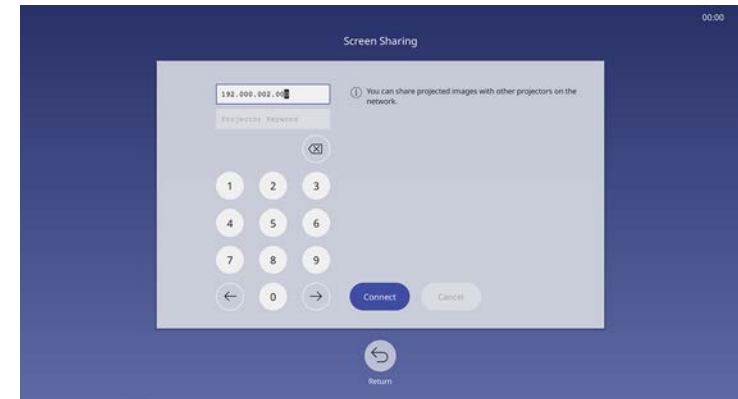 00:00
Screen Sharing
192.000.002.000
You can share projected images with other projectors on the
network.
Projector Keyword
1 2 3
4 5 6
7 8 9
0
Connect Cancel
Return